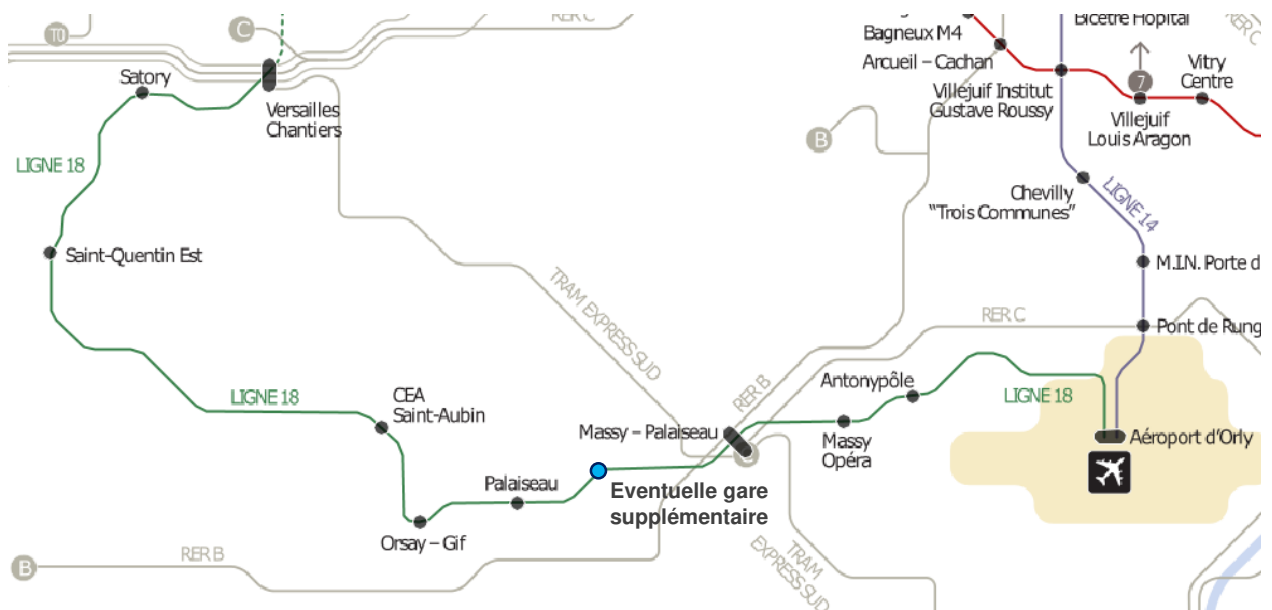 RER C
T0
C
Bagneux M4
Bicêtre Hôpital
RER C
Arcueil – Cachan
Satory
Versailles
Chantiers
Villejuif Institut
Gustave Roussy
7
Vitry
Centre
Villejuif
Louis Aragon
B
LIGNE 18
Chevilly
"Trois Communes"
LIGNE 14
Saint-Quentin Est
M.I.N. Porte d
TRAM EXPRESS SUD
RER C
Pont de Rung
LIGNE 18
CEA
Saint-Aubin
RER B
Antonypôle
LIGNE 18
Massy – Palaiseau
Massy
Opéra
Aéroport d'Orly
C
Palaiseau
Eventuelle gare
supplémentaire
Orsay – Gif
RER B
B
TRAM
EXPRESS SUD